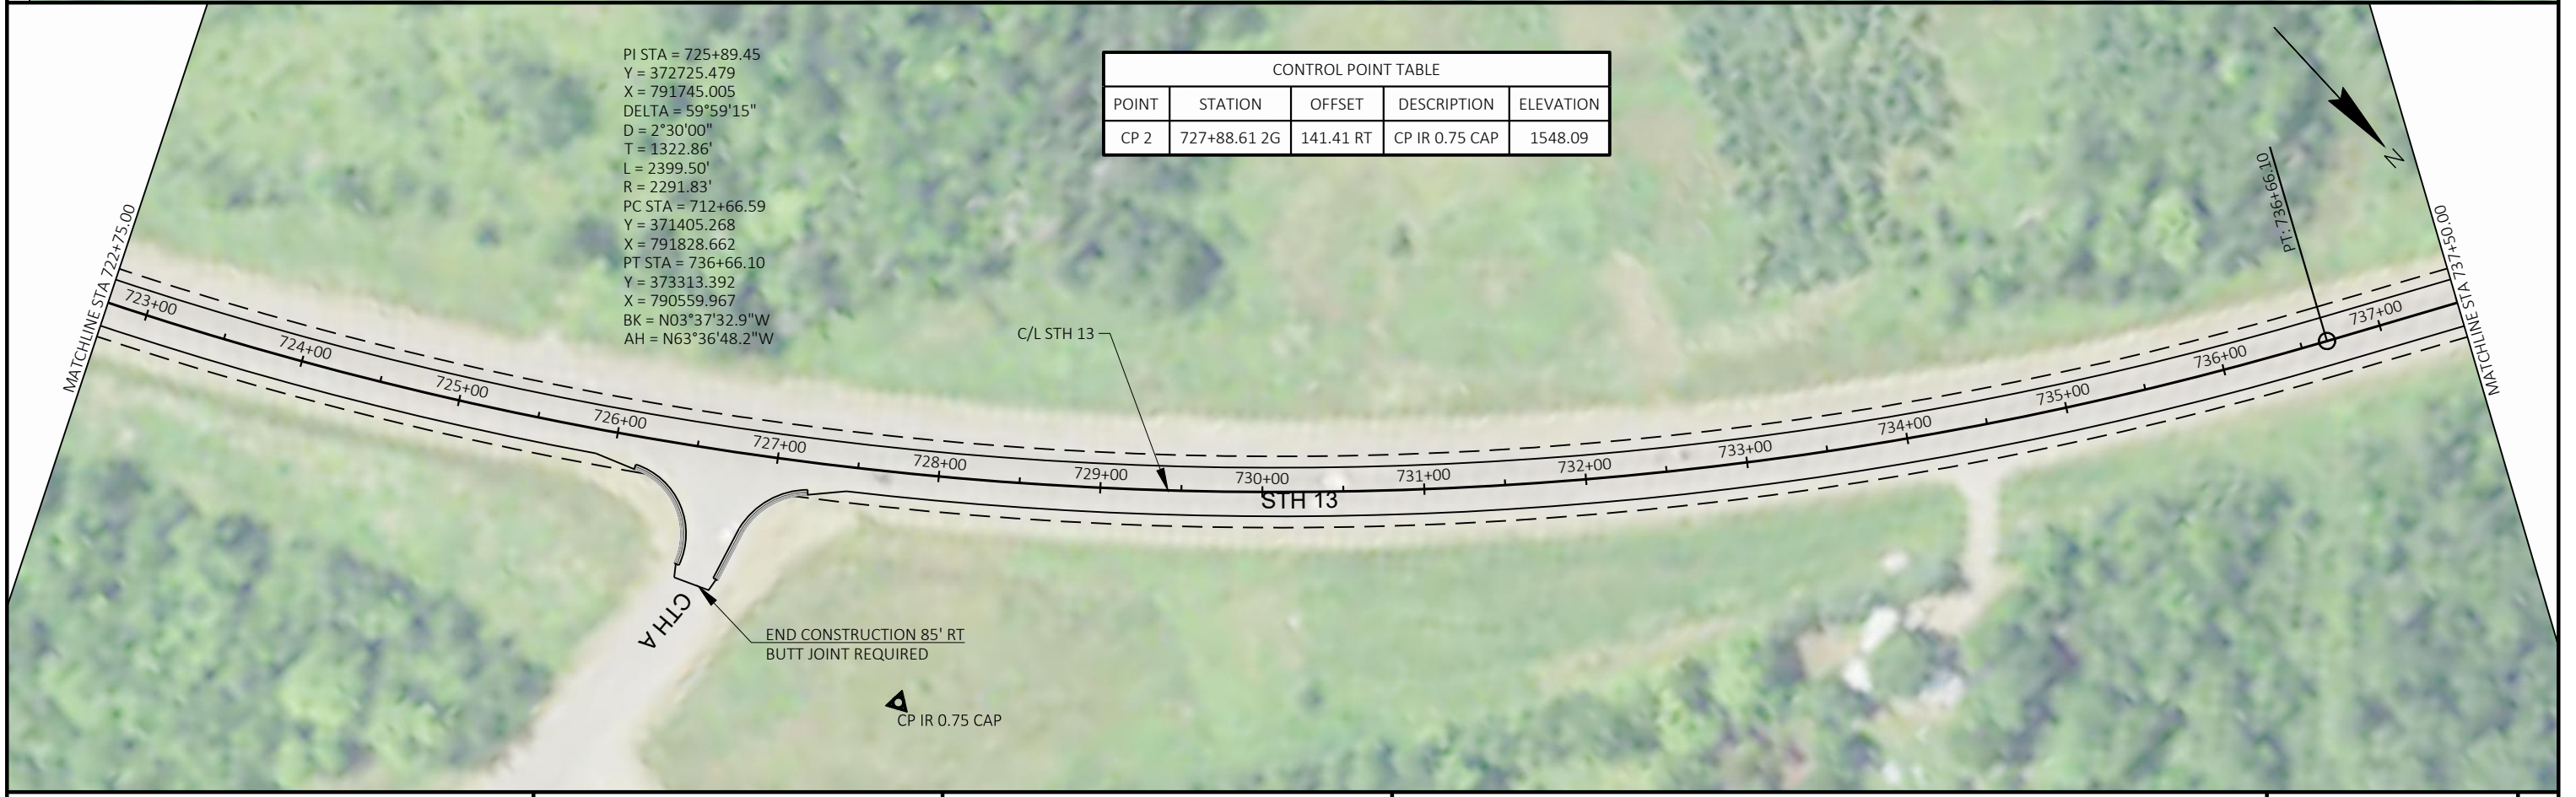 PI STA = 725+89.45
Y = 372725.479
X = 791745.005
DELTA = 59°59'15"
D = 2°30'00"
T = 1322.86'
L = 2399.50'
R = 2291.83'
PC STA = 712+66.59
Y = 371405.268
X = 791828.662
PT STA = 736+66.10
Y = 373313.392
X = 790559.967
BK = N03°37'32.9"W
AH = N63°36'48.2"W
CONTROL POINT TABLE
POINT STATION OFFSET DESCRIPTION ELEVATION
CP 2 727+88.61 2G 141.41 RT CP IR 0.75 CAP 1548.09
N
PT: 736+66.10
MATCHLINE STA 722+75.00
MATCHLINE STA 737+50.00
C/L STH 13
723+00
724+00
725+00
726+00
727+00
728+00
729+00
730+00
731+00
732+00
733+00
734+00
735+00
736+00
737+00
STH 13
CTH A
END CONSTRUCTION 85' RT
BUTT JOINT REQUIRED
CP IR 0.75 CAP